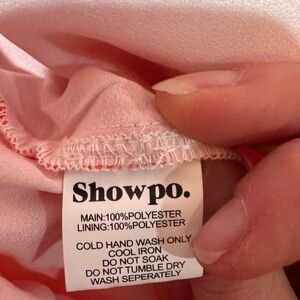 Showpo.
MAIN:100%POLYESTER
LINING:100%POLYESTER
COLD HAND WASH ONLY
COOL IRON
DO NOT SOAK
DO NOT TUMBLE DRY
WASH SEPERATELY